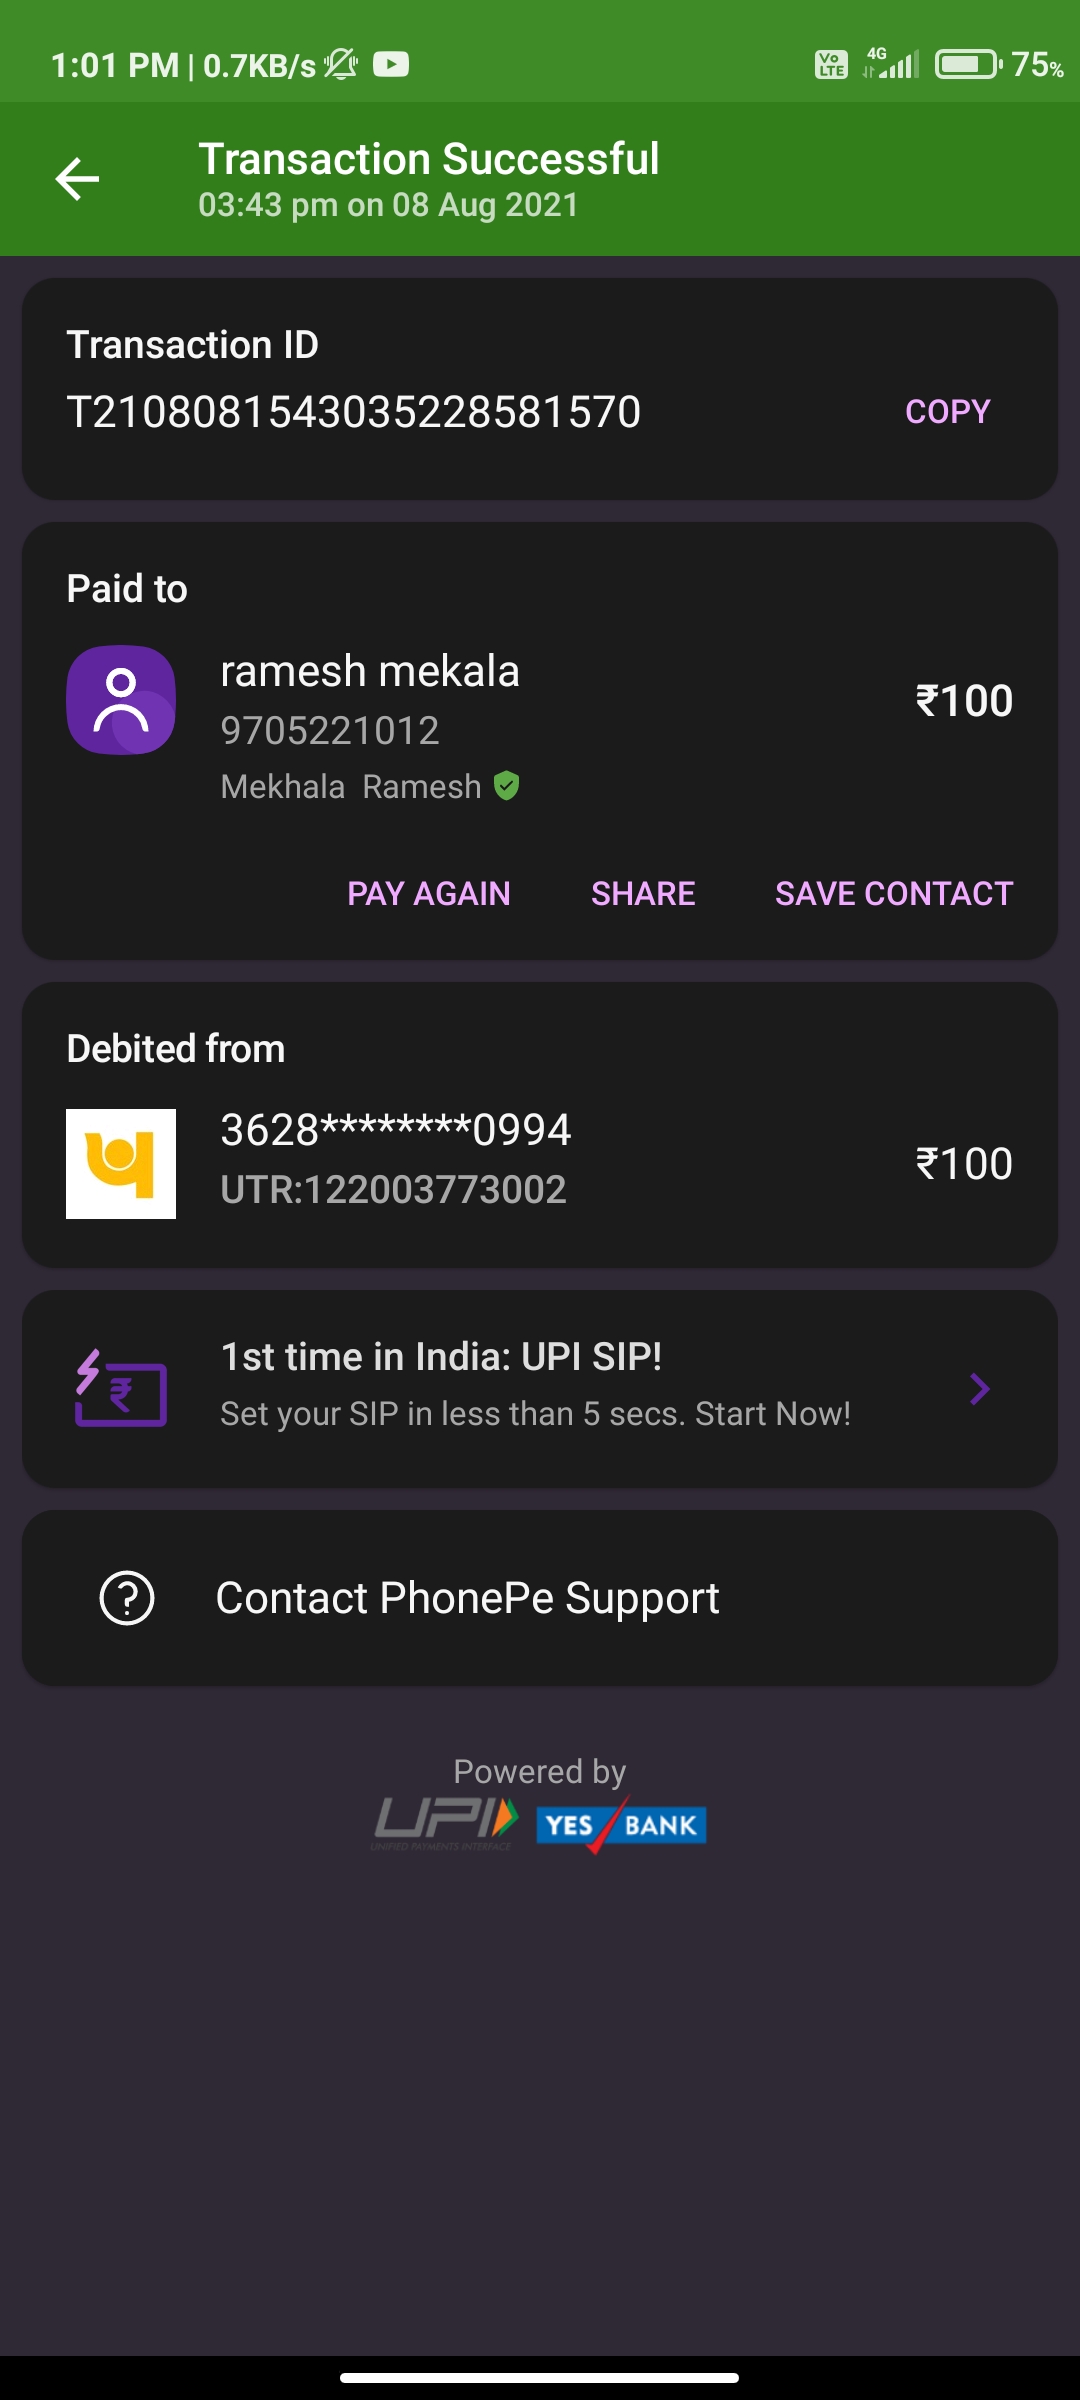 1:01 PM | 0.7KB/s
Vo LTE 4G 75%
Transaction Successful
03:43 pm on 08 Aug 2021
Transaction ID
T2108081543035228581570 COPY
Paid to
ramesh mekala
₹100
9705221012
Mekhala Ramesh
PAY AGAIN SHARE SAVE CONTACT
Debited from
3628********0994
₹100
UTR:122003773002
1st time in India: UPI SIP!
Set your SIP in less than 5 secs. Start Now!
Contact PhonePe Support
Powered by
UPI YES BANK
UNIFIED PAYMENTS INTERFACE